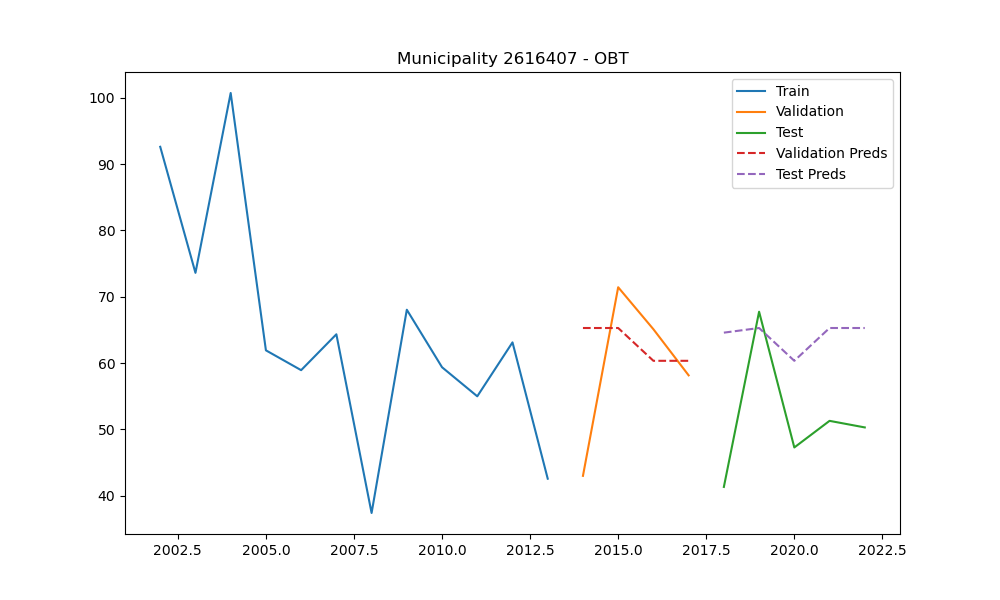 Municipality 2616407 - OBT
Train
Validation
Test
Validation Preds
Test Preds
100
90
80
70
60
50
40
2002.5 2005.0 2007.5 2010.0 2012.5 2015.0 2017.5 2020.0 2022.5